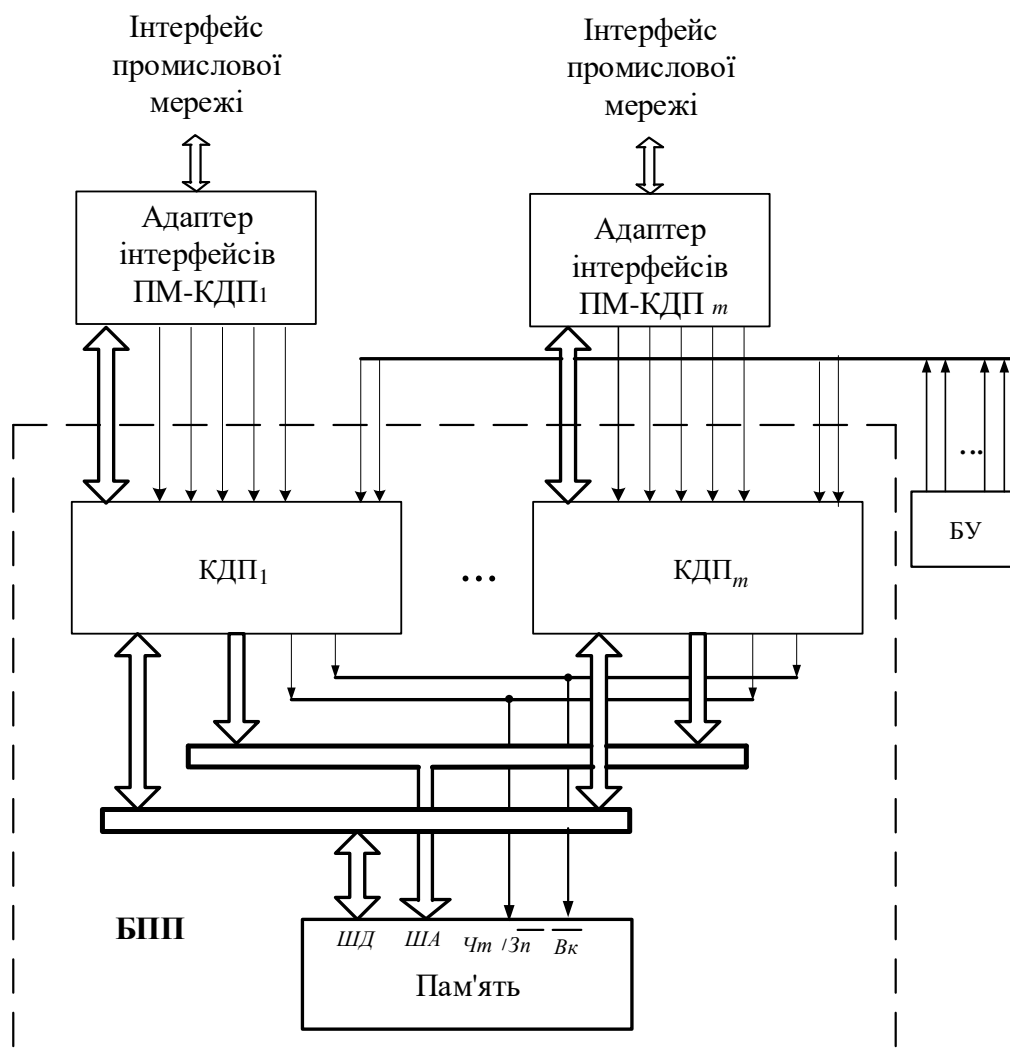 Інтерфейс
промислової
мережі
Інтерфейс
промислової
мережі
Адаптер
інтерфейсів
ПМ-КДП1
Адаптер
інтерфейсів
ПМ-КДП m
...
БУ
КДП1
...
КДПm
БПП
ШД ША Чт /Зп Вк
Пам'ять